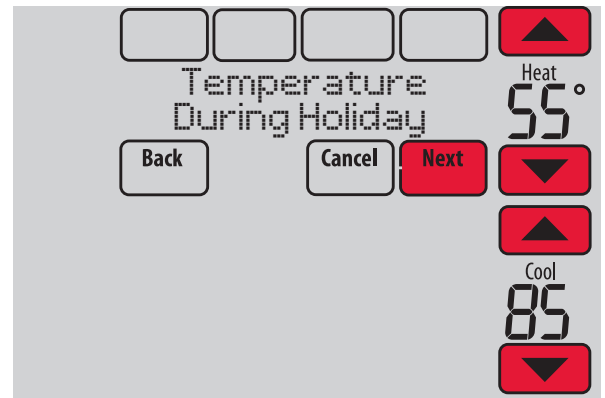 Temperature
During Holiday
Back Cancel Next
Heat
55°
Cool
85